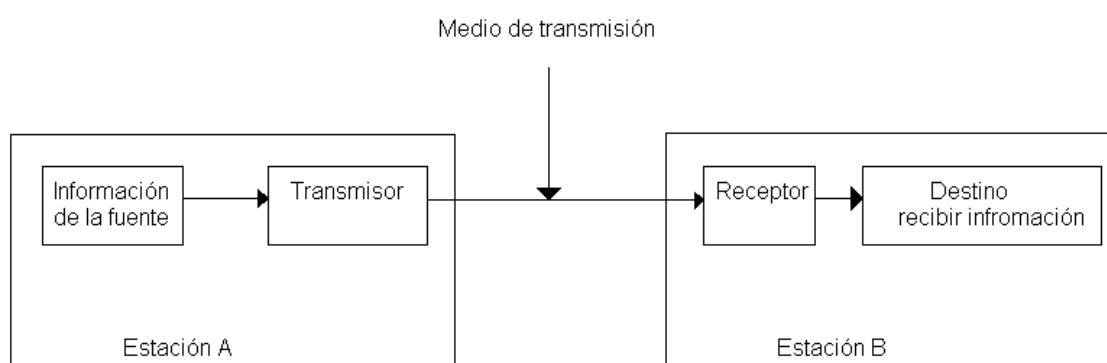 Medio de transmisión
Información
de la fuente
Transmisor
Receptor
Destino
recibir infromación
Estación A
Estación B